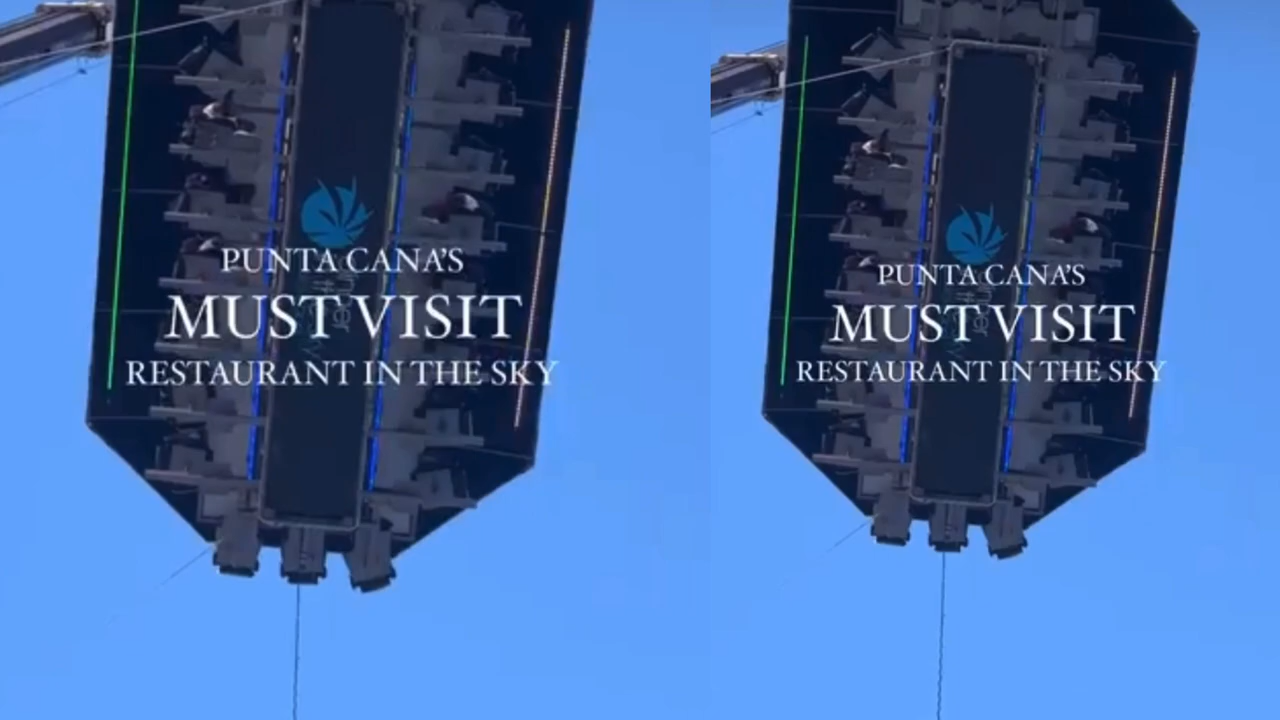 PUNTA CANA'S
MUST VISIT
RESTAURANT IN THE SKY
PUNTA CANA'S
MUST VISIT
RESTAURANT IN THE SKY